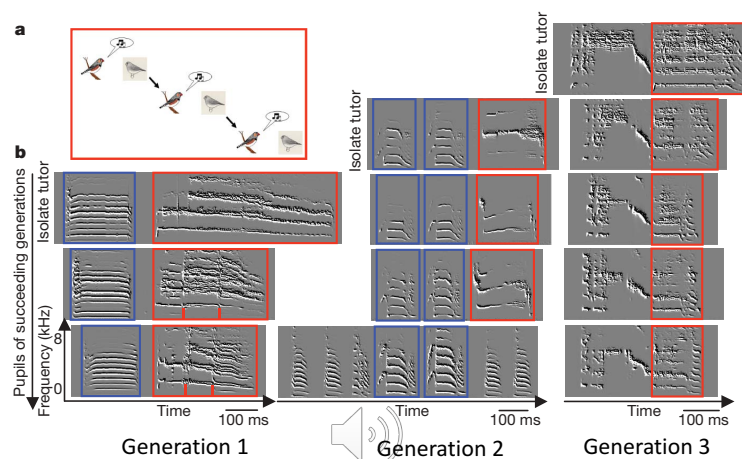 a
b
Isolate tutor
Isolate tutor
Isolate tutor
Pupils of succeeding generations
Frequency (kHz)
8
0
Time
100 ms
Time
100 ms
Time
100 ms
Generation 1
Generation 2
Generation 3